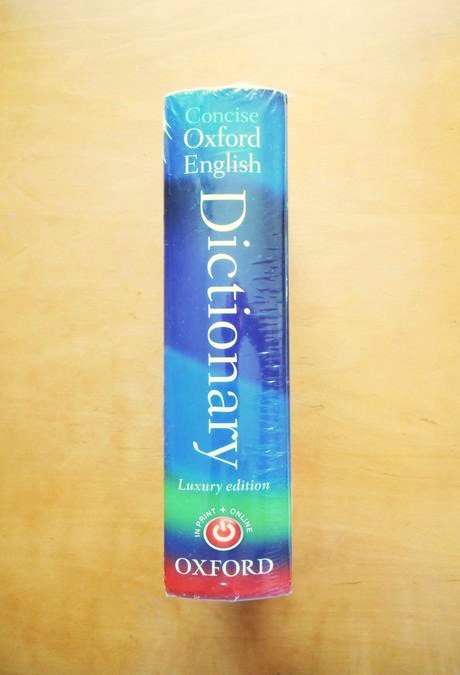 Concise
Oxford
English
Dictionary
Luxury edition
IN PRINT + ONLINE
OXFORD